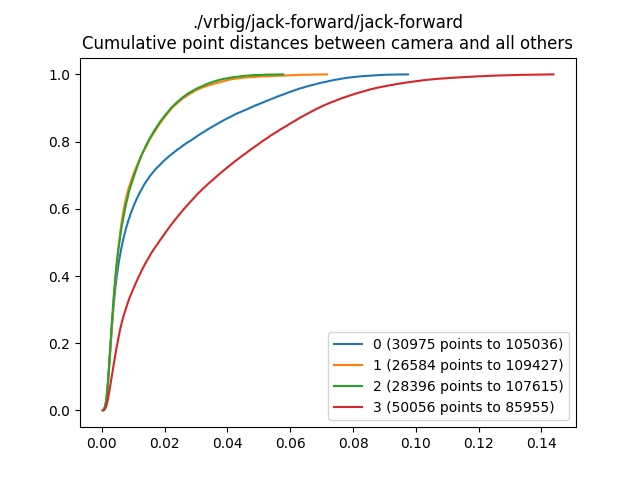 ./vrbig/jack-forward/jack-forward
Cumulative point distances between camera and all others
1.0
0.8
0.6
0.4
0.2
0.0
0 (30975 points to 105036)
1 (26584 points to 109427)
2 (28396 points to 107615)
3 (50056 points to 85955)
0.00 0.02 0.04 0.06 0.08 0.10 0.12 0.14